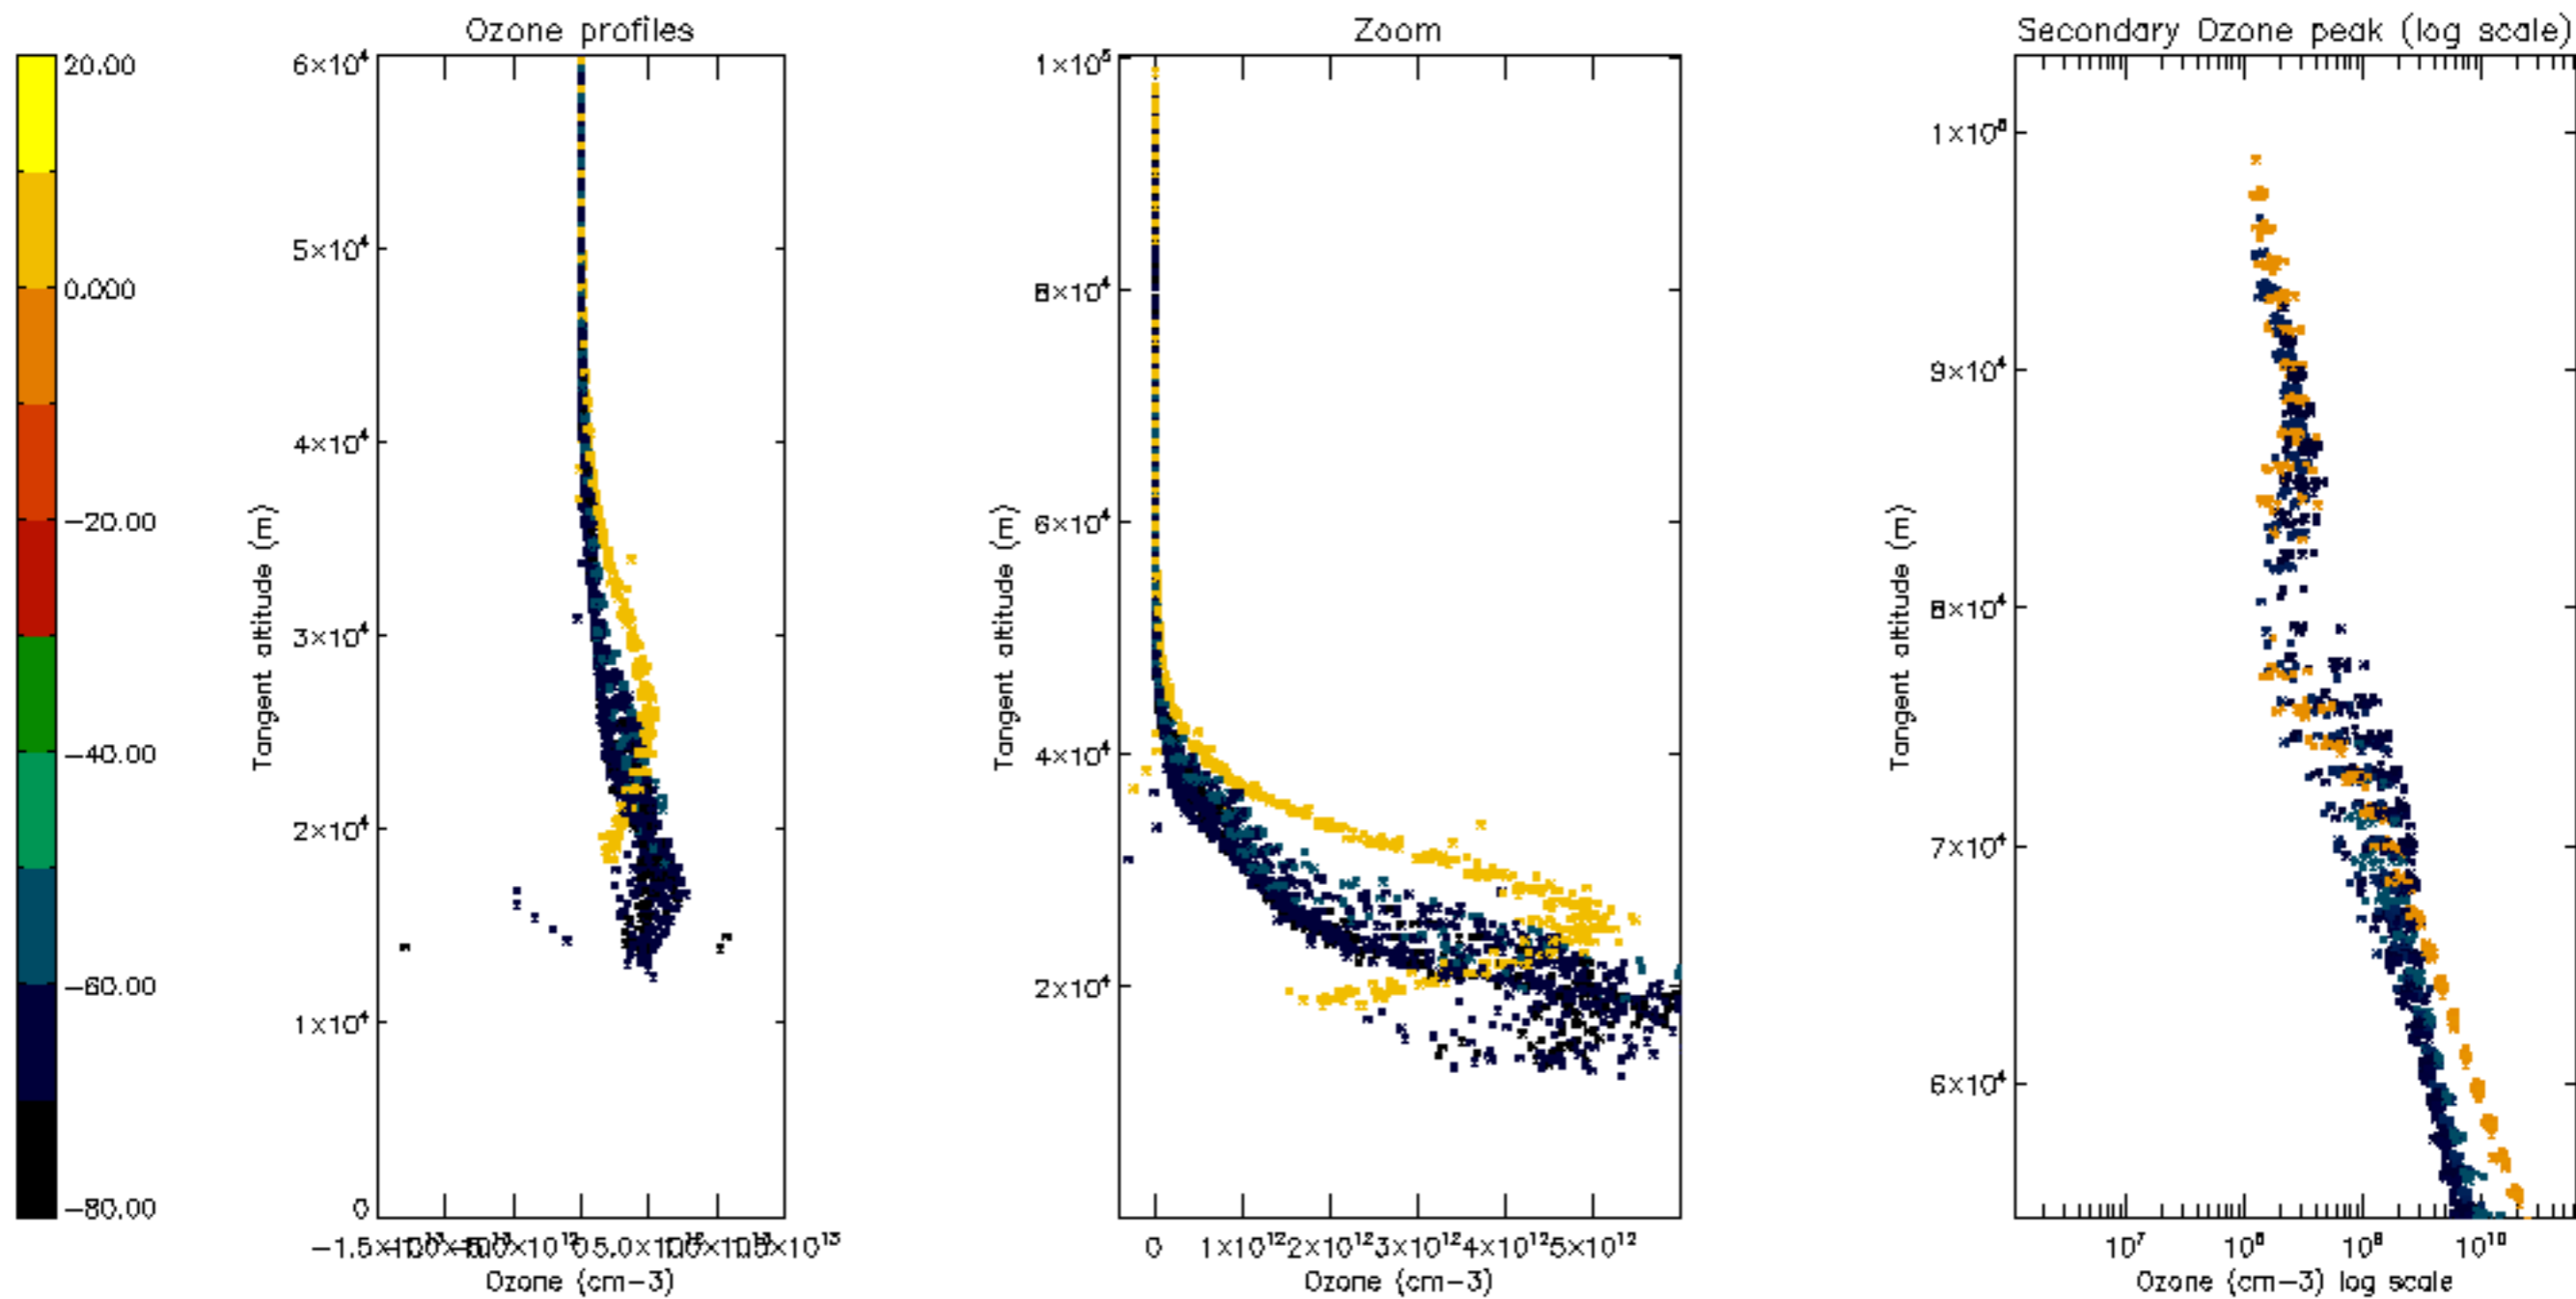 Ozone profiles
Zoom
Secondary Ozone peak (log scale)
20.00
0.000
−20.00
−40.00
−60.00
−80.00
6×10⁴
5×10⁴
4×10⁴
3×10⁴
2×10⁴
1×10⁴
0
Tangent altitude (m)
Ozone (cm−3)
1×10⁵
8×10⁴
6×10⁴
4×10⁴
2×10⁴
Tangent altitude (m)
0 1×10¹² 2×10¹² 3×10¹² 4×10¹² 5×10¹²
Ozone (cm−3)
9×10⁴
8×10⁴
7×10⁴
6×10⁴
Tangent altitude (m)
10⁷ 10⁸ 10⁹ 10¹⁰
Ozone (cm−3) log scale